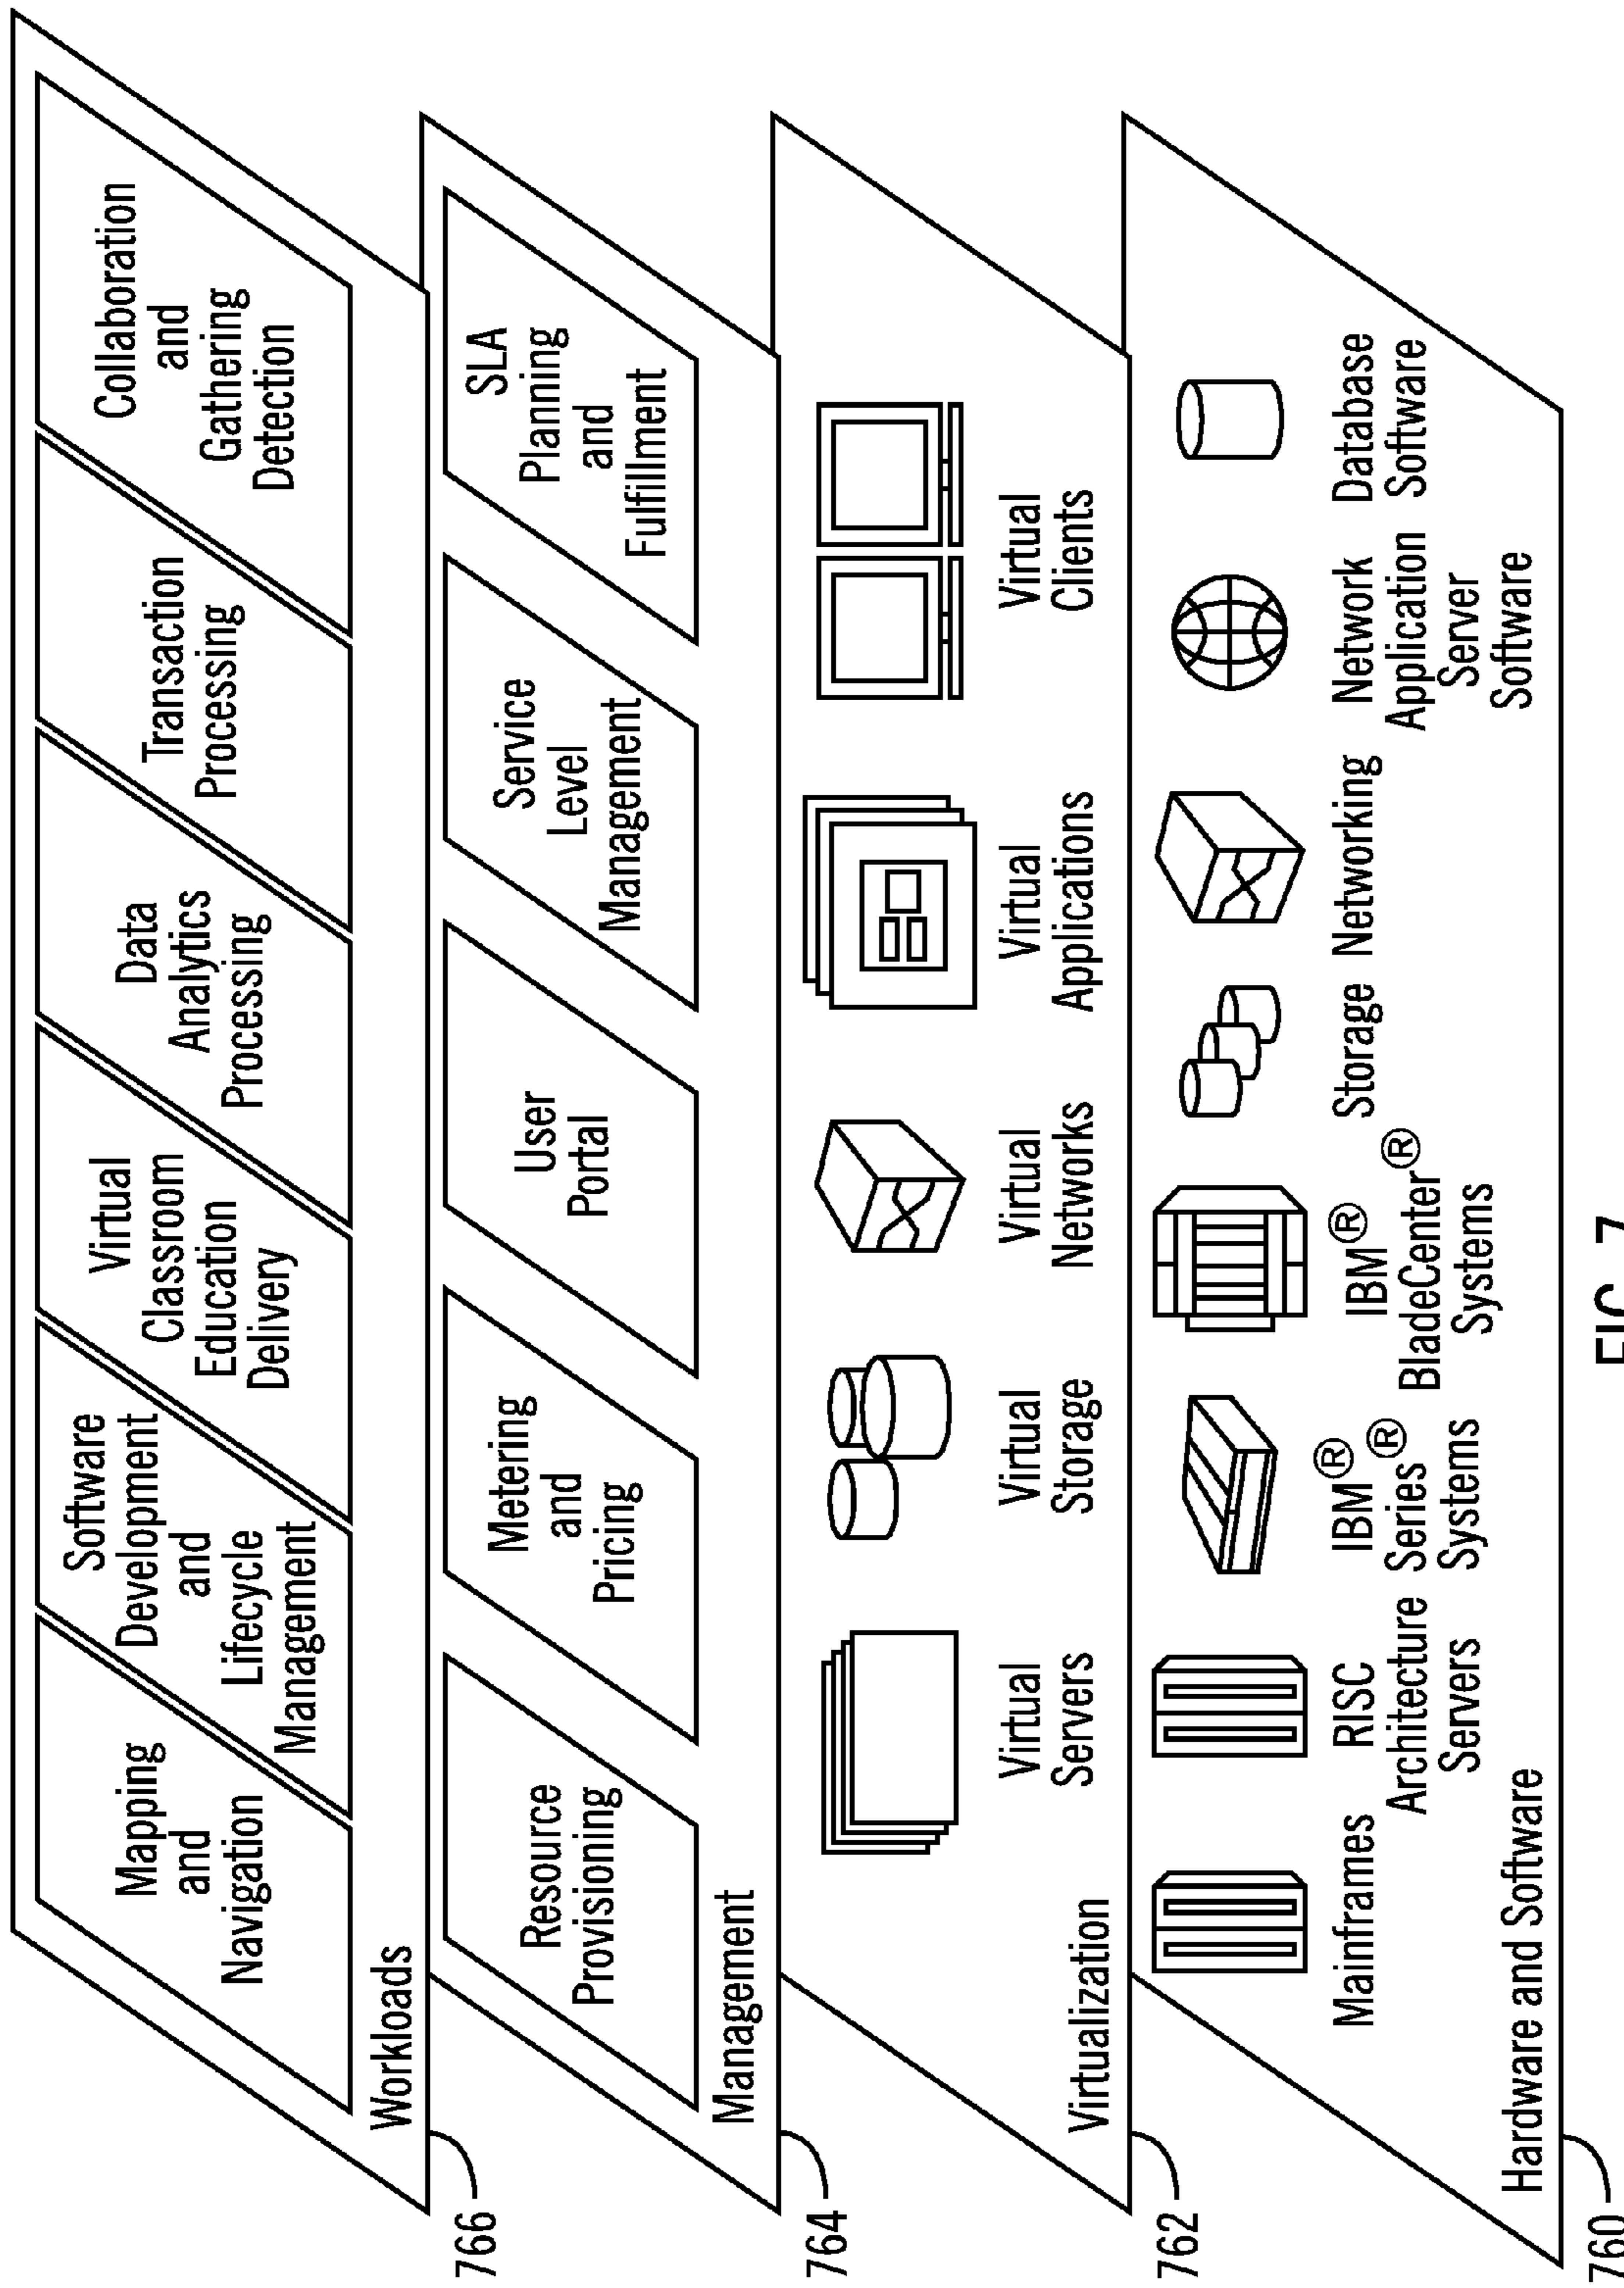 Mapping
and
Navigation
Software
Development
and
Lifecycle
Management
Virtual
Classroom
Education
Delivery
Data
Analytics
Processing
Transaction
Processing
Collaboration
and
Gathering
Detection
Workloads
766
Resource
Provisioning
Metering
and
Pricing
User
Portal
Service
Level
Management
SLA
Planning
and
Fulfillment
Management
764
Virtual
Servers
Virtual
Storage
Virtual
Networks
Virtual
Applications
Virtual
Clients
Virtualization
762
Mainframes
RISC
Architecture
Servers
IBM®
Series®
Systems
IBM®
BladeCenter®
Systems
Storage
Networking
Network
Application
Server
Software
Database
Software
Hardware and Software
760
FIG. 7